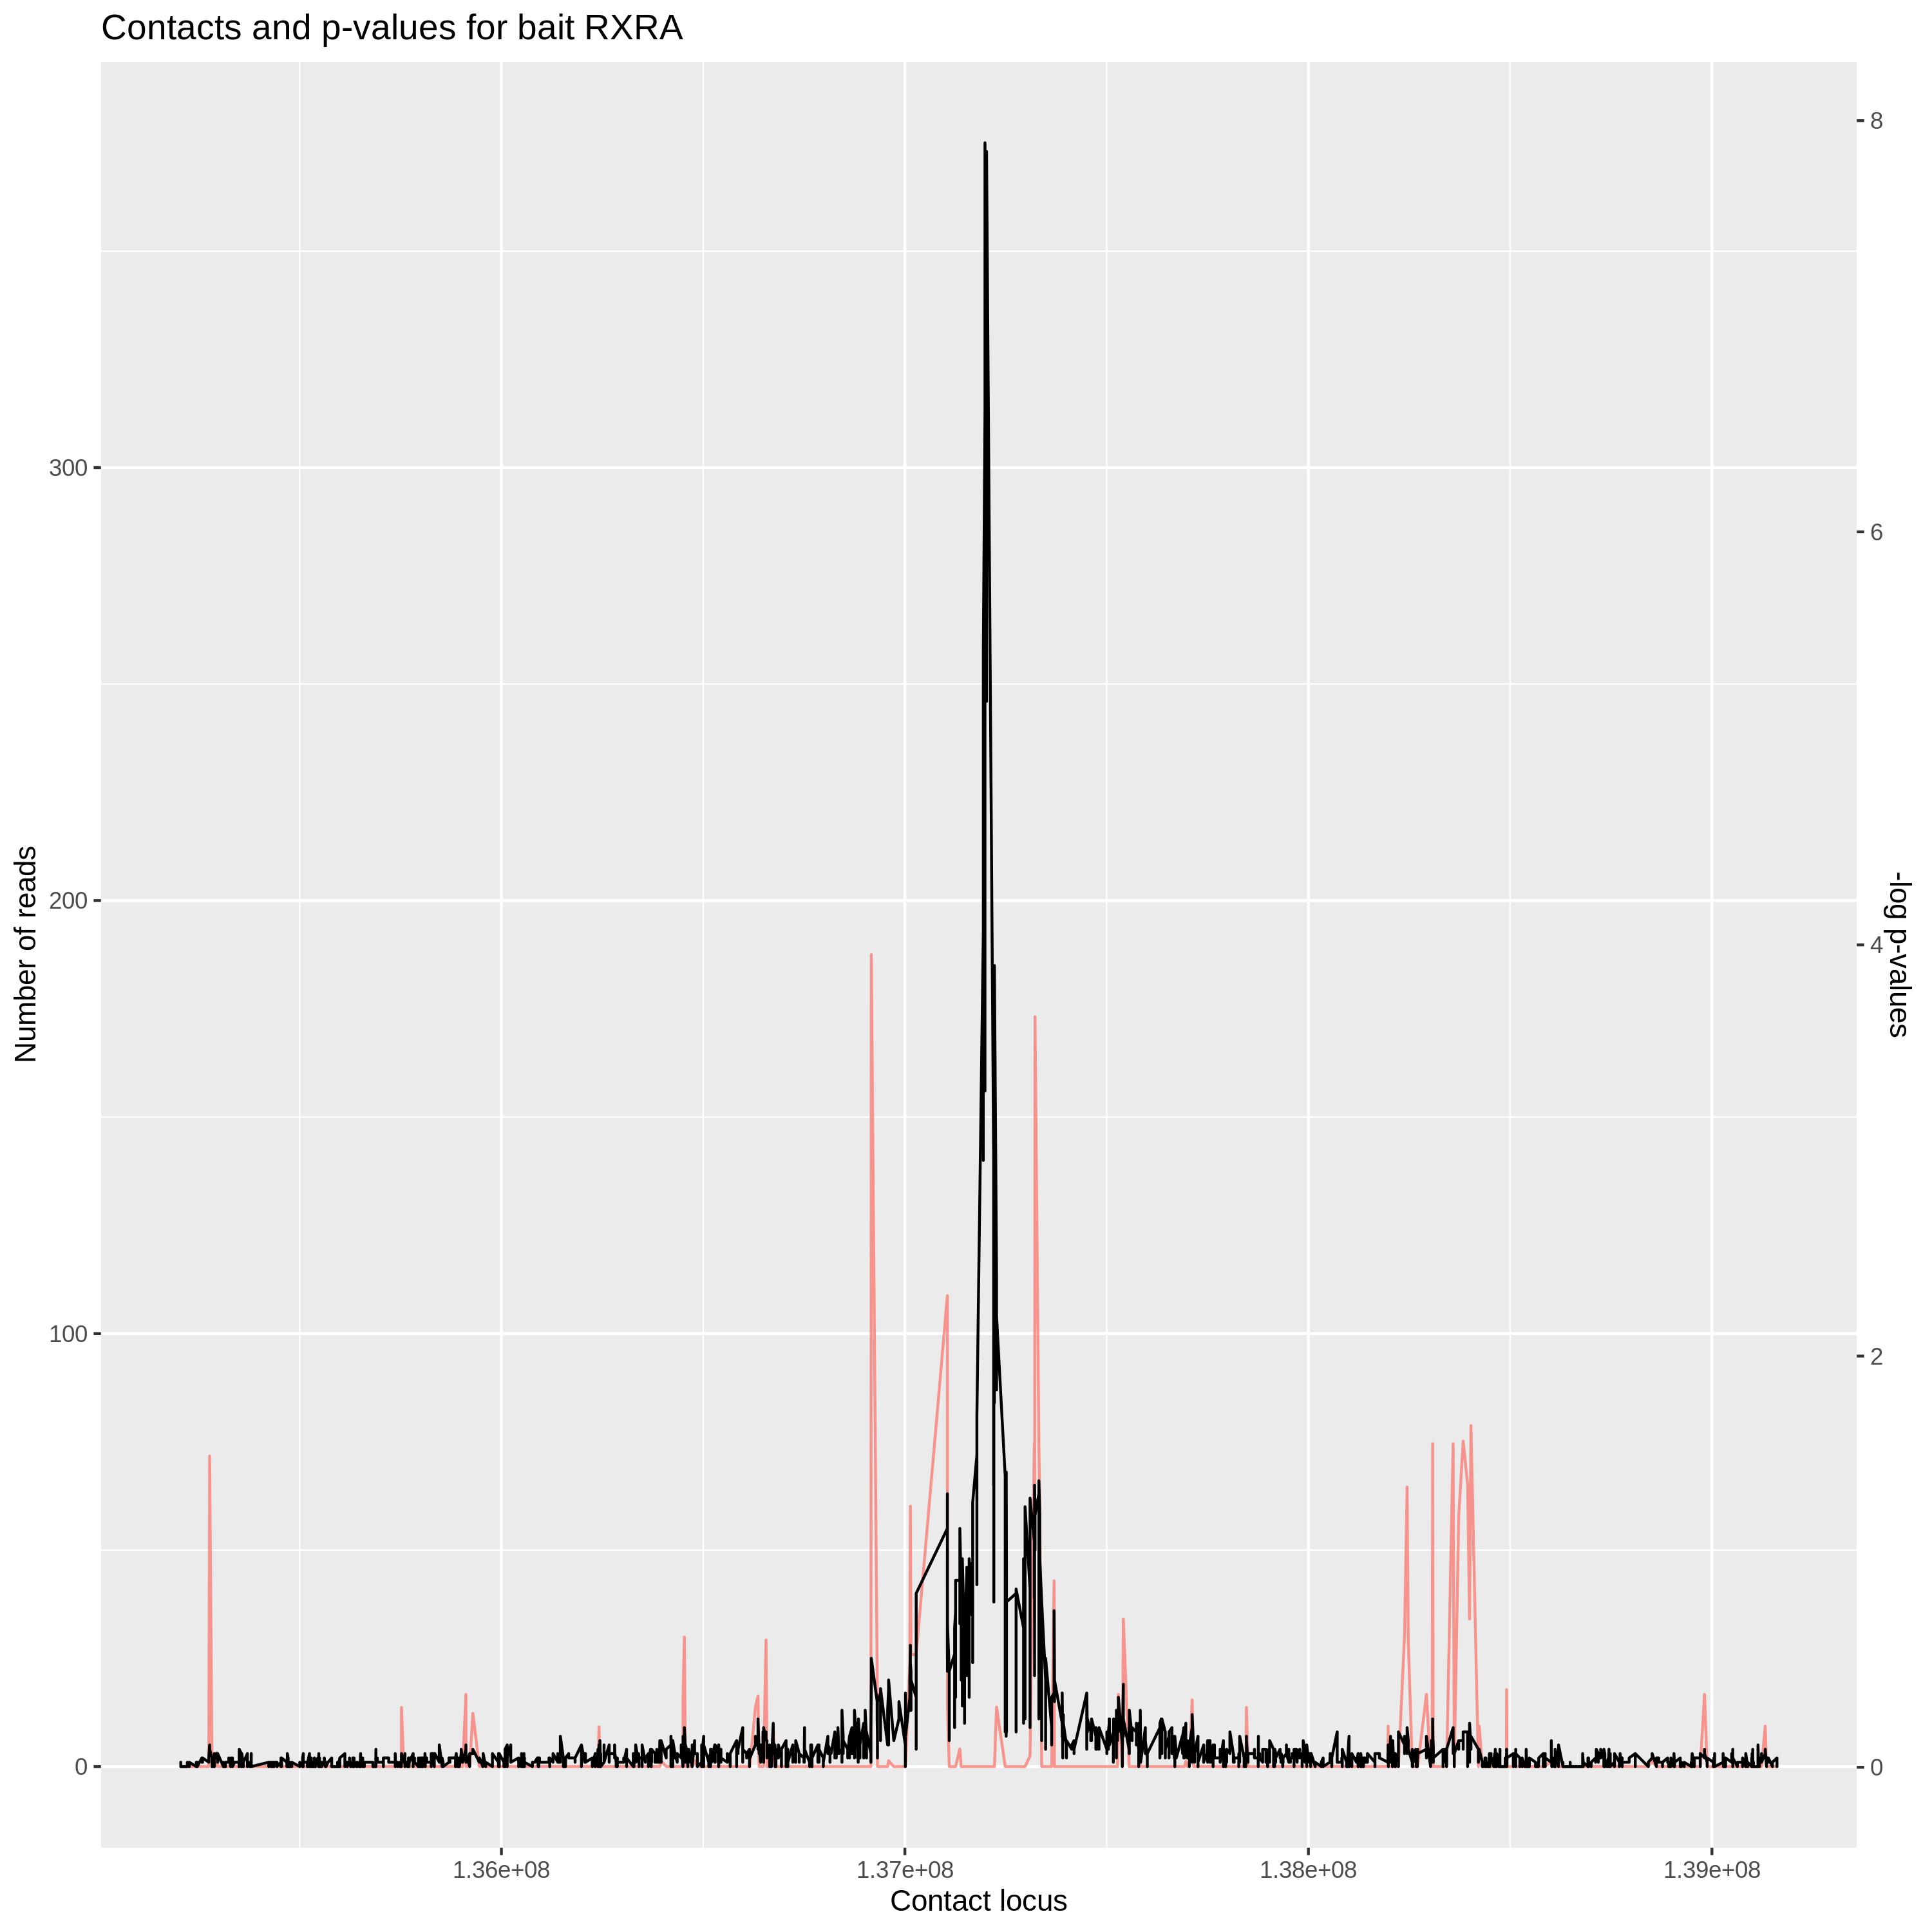 Contacts and p-values for bait RXRA
8
300
6
200
4
100
2
0
0
Number of reads
-log p-values
1.36e+08
1.37e+08
1.38e+08
1.39e+08
Contact locus